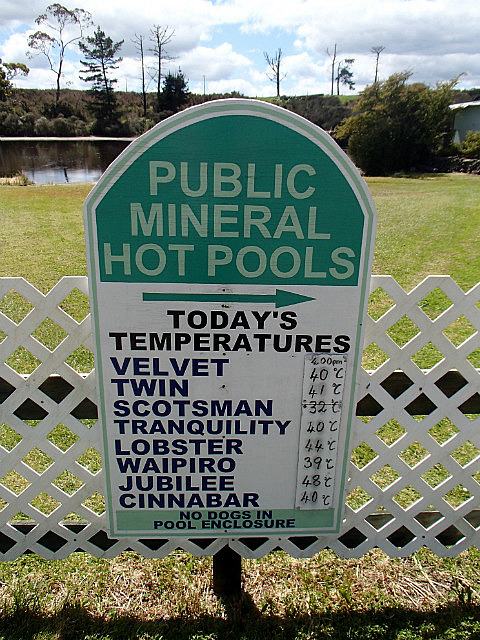 PUBLIC
MINERAL
HOT POOLS
TODAY'S
TEMPERATURES
2.00pm
VELVET 40°C
TWIN 41°C
SCOTSMAN *32°C
TRANQUILITY 40°C
LOBSTER 44°C
WAIPIRO 39°C
JUBILEE 48°C
CINNABAR 40°C
NO DOGS IN
POOL ENCLOSURE